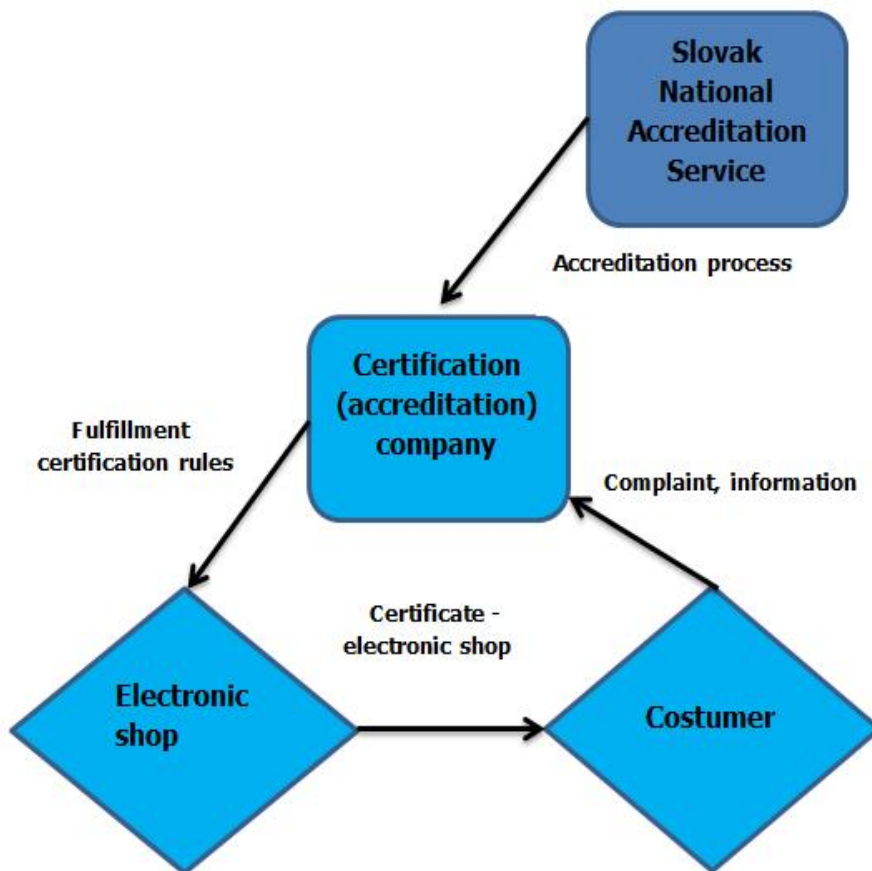 Slovak
National
Accreditation
Service
Accreditation process
Certification
(accreditation)
company
Fulfillment
certification rules
Complaint, information
Certificate -
electronic shop
Electronic
shop
Costumer